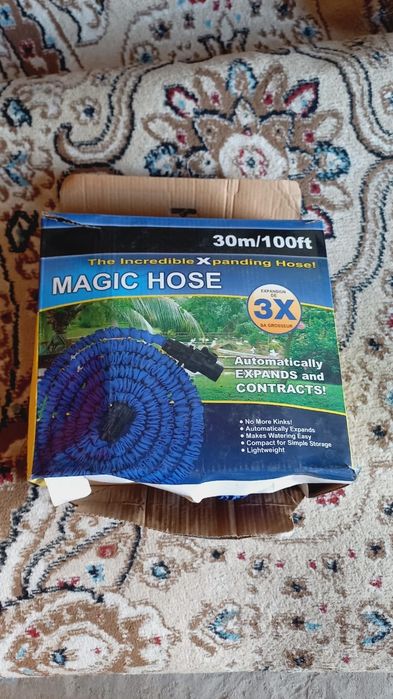 30m/100ft
The Incredible Xpanding Hose!
MAGIC HOSE
EXPANSION
DE
3X
SA GROSSEUR
Automatically
EXPANDS and
CONTRACTS!
• No More Kinks!
• Automatically Expands
• Makes Watering Easy
• Compact for Simple Storage
• Lightweight